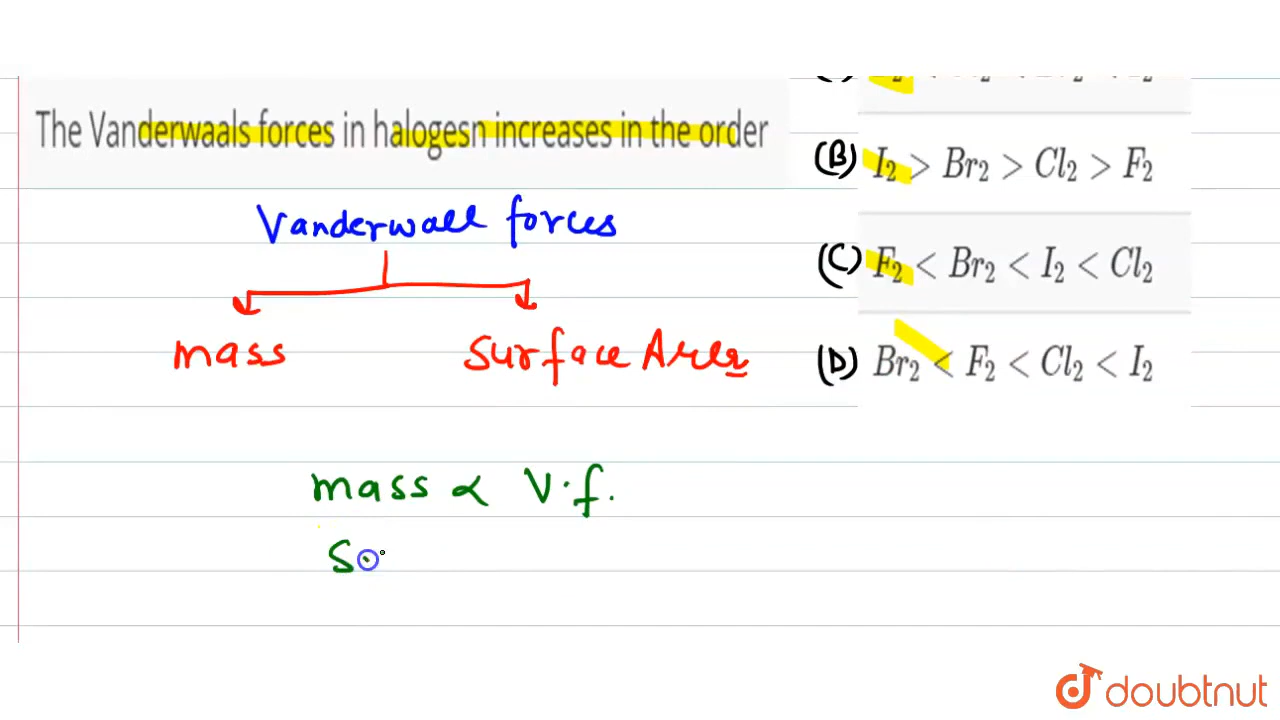 The Vanderwaals forces in halogesn increases in the order
(B) I₂ > Br₂ > Cl₂ > F₂
(C) F₂ < Br₂ < I₂ < Cl₂
(D) Br₂ < F₂ < Cl₂ < I₂
Vanderwall forces
mass
Surface Area
mass ∝ V.f.
S
doubtnut